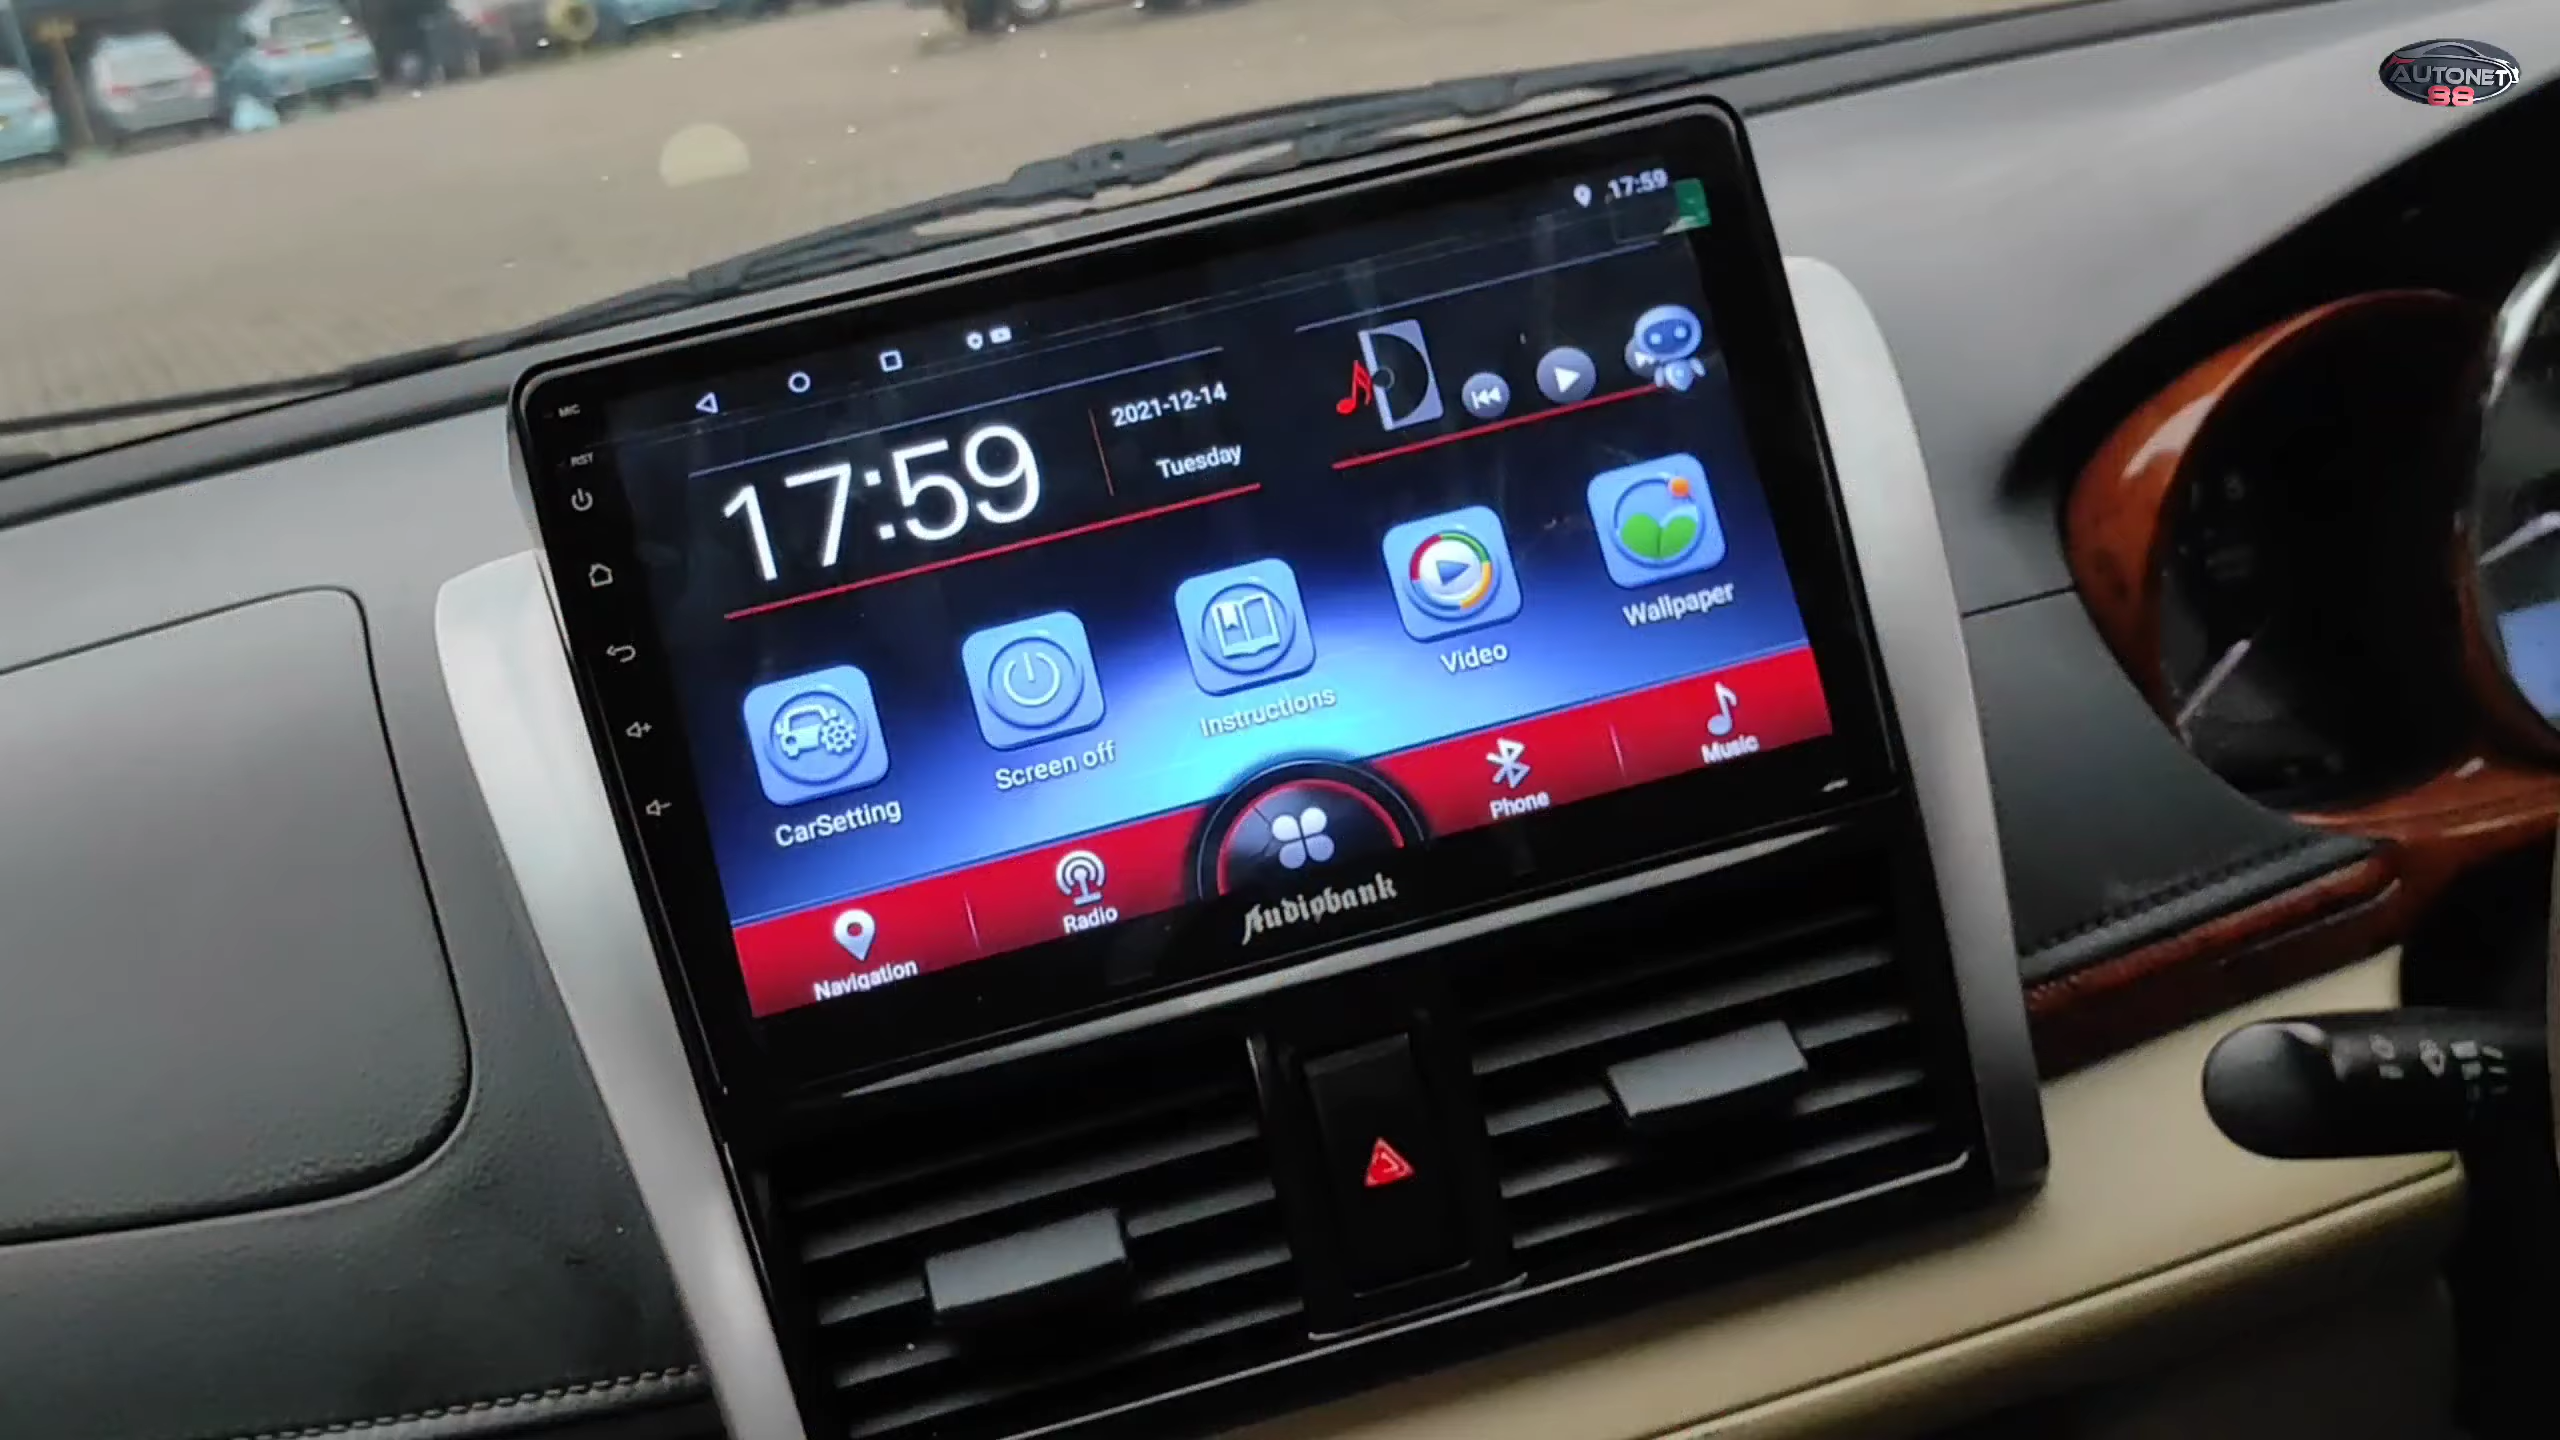 AUTONET
88
17:59
MIC
RST
17:59
2021-12-14
Tuesday
CarSetting
Screen off
Instructions
Video
Wallpaper
Navigation
Radio
Phone
Music
Audiobank